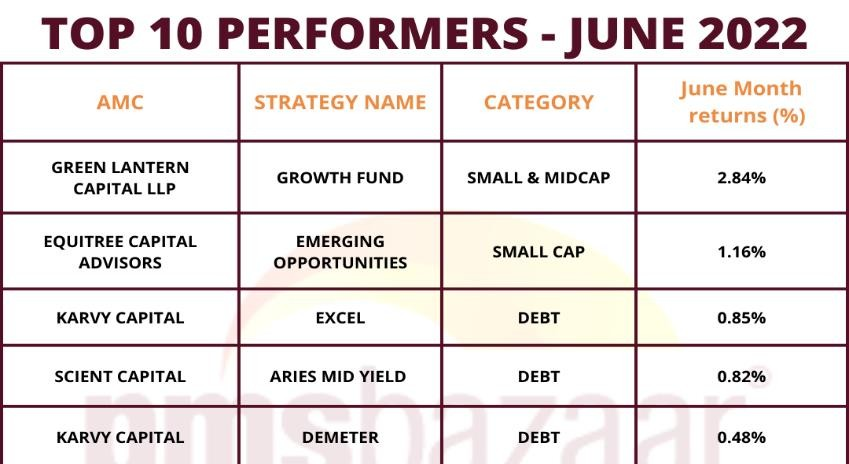 TOP 10 PERFORMERS - JUNE 2022
AMC STRATEGY NAME CATEGORY June Month returns (%)
GREEN LANTERN CAPITAL LLP GROWTH FUND SMALL & MIDCAP 2.84%
EQUITREE CAPITAL ADVISORS EMERGING OPPORTUNITIES SMALL CAP 1.16%
KARVY CAPITAL EXCEL DEBT 0.85%
SCIENT CAPITAL ARIES MID YIELD DEBT 0.82%
KARVY CAPITAL DEMETER DEBT 0.48%
pmsbazaar